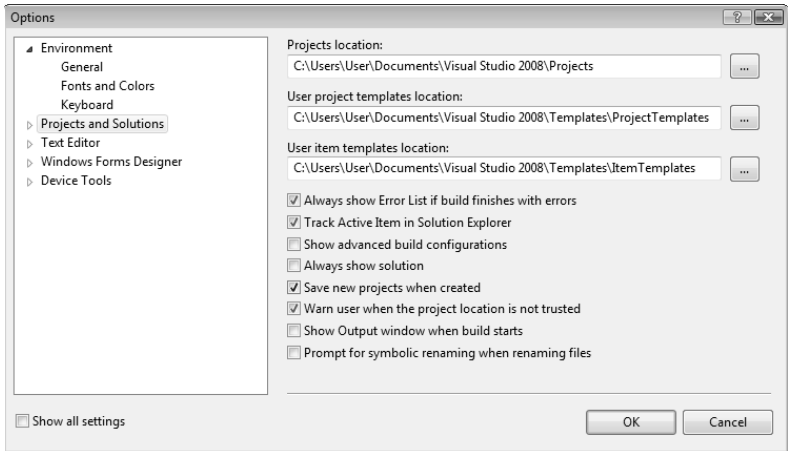 Options
Environment
General
Fonts and Colors
Keyboard
Projects and Solutions
Text Editor
Windows Forms Designer
Device Tools
Projects location:
C:\Users\User\Documents\Visual Studio 2008\Projects
...
User project templates location:
C:\Users\User\Documents\Visual Studio 2008\Templates\ProjectTemplates
...
User item templates location:
C:\Users\User\Documents\Visual Studio 2008\Templates\ItemTemplates
...
Always show Error List if build finishes with errors
Track Active Item in Solution Explorer
Show advanced build configurations
Always show solution
Save new projects when created
Warn user when the project location is not trusted
Show Output window when build starts
Prompt for symbolic renaming when renaming files
Show all settings
OK
Cancel